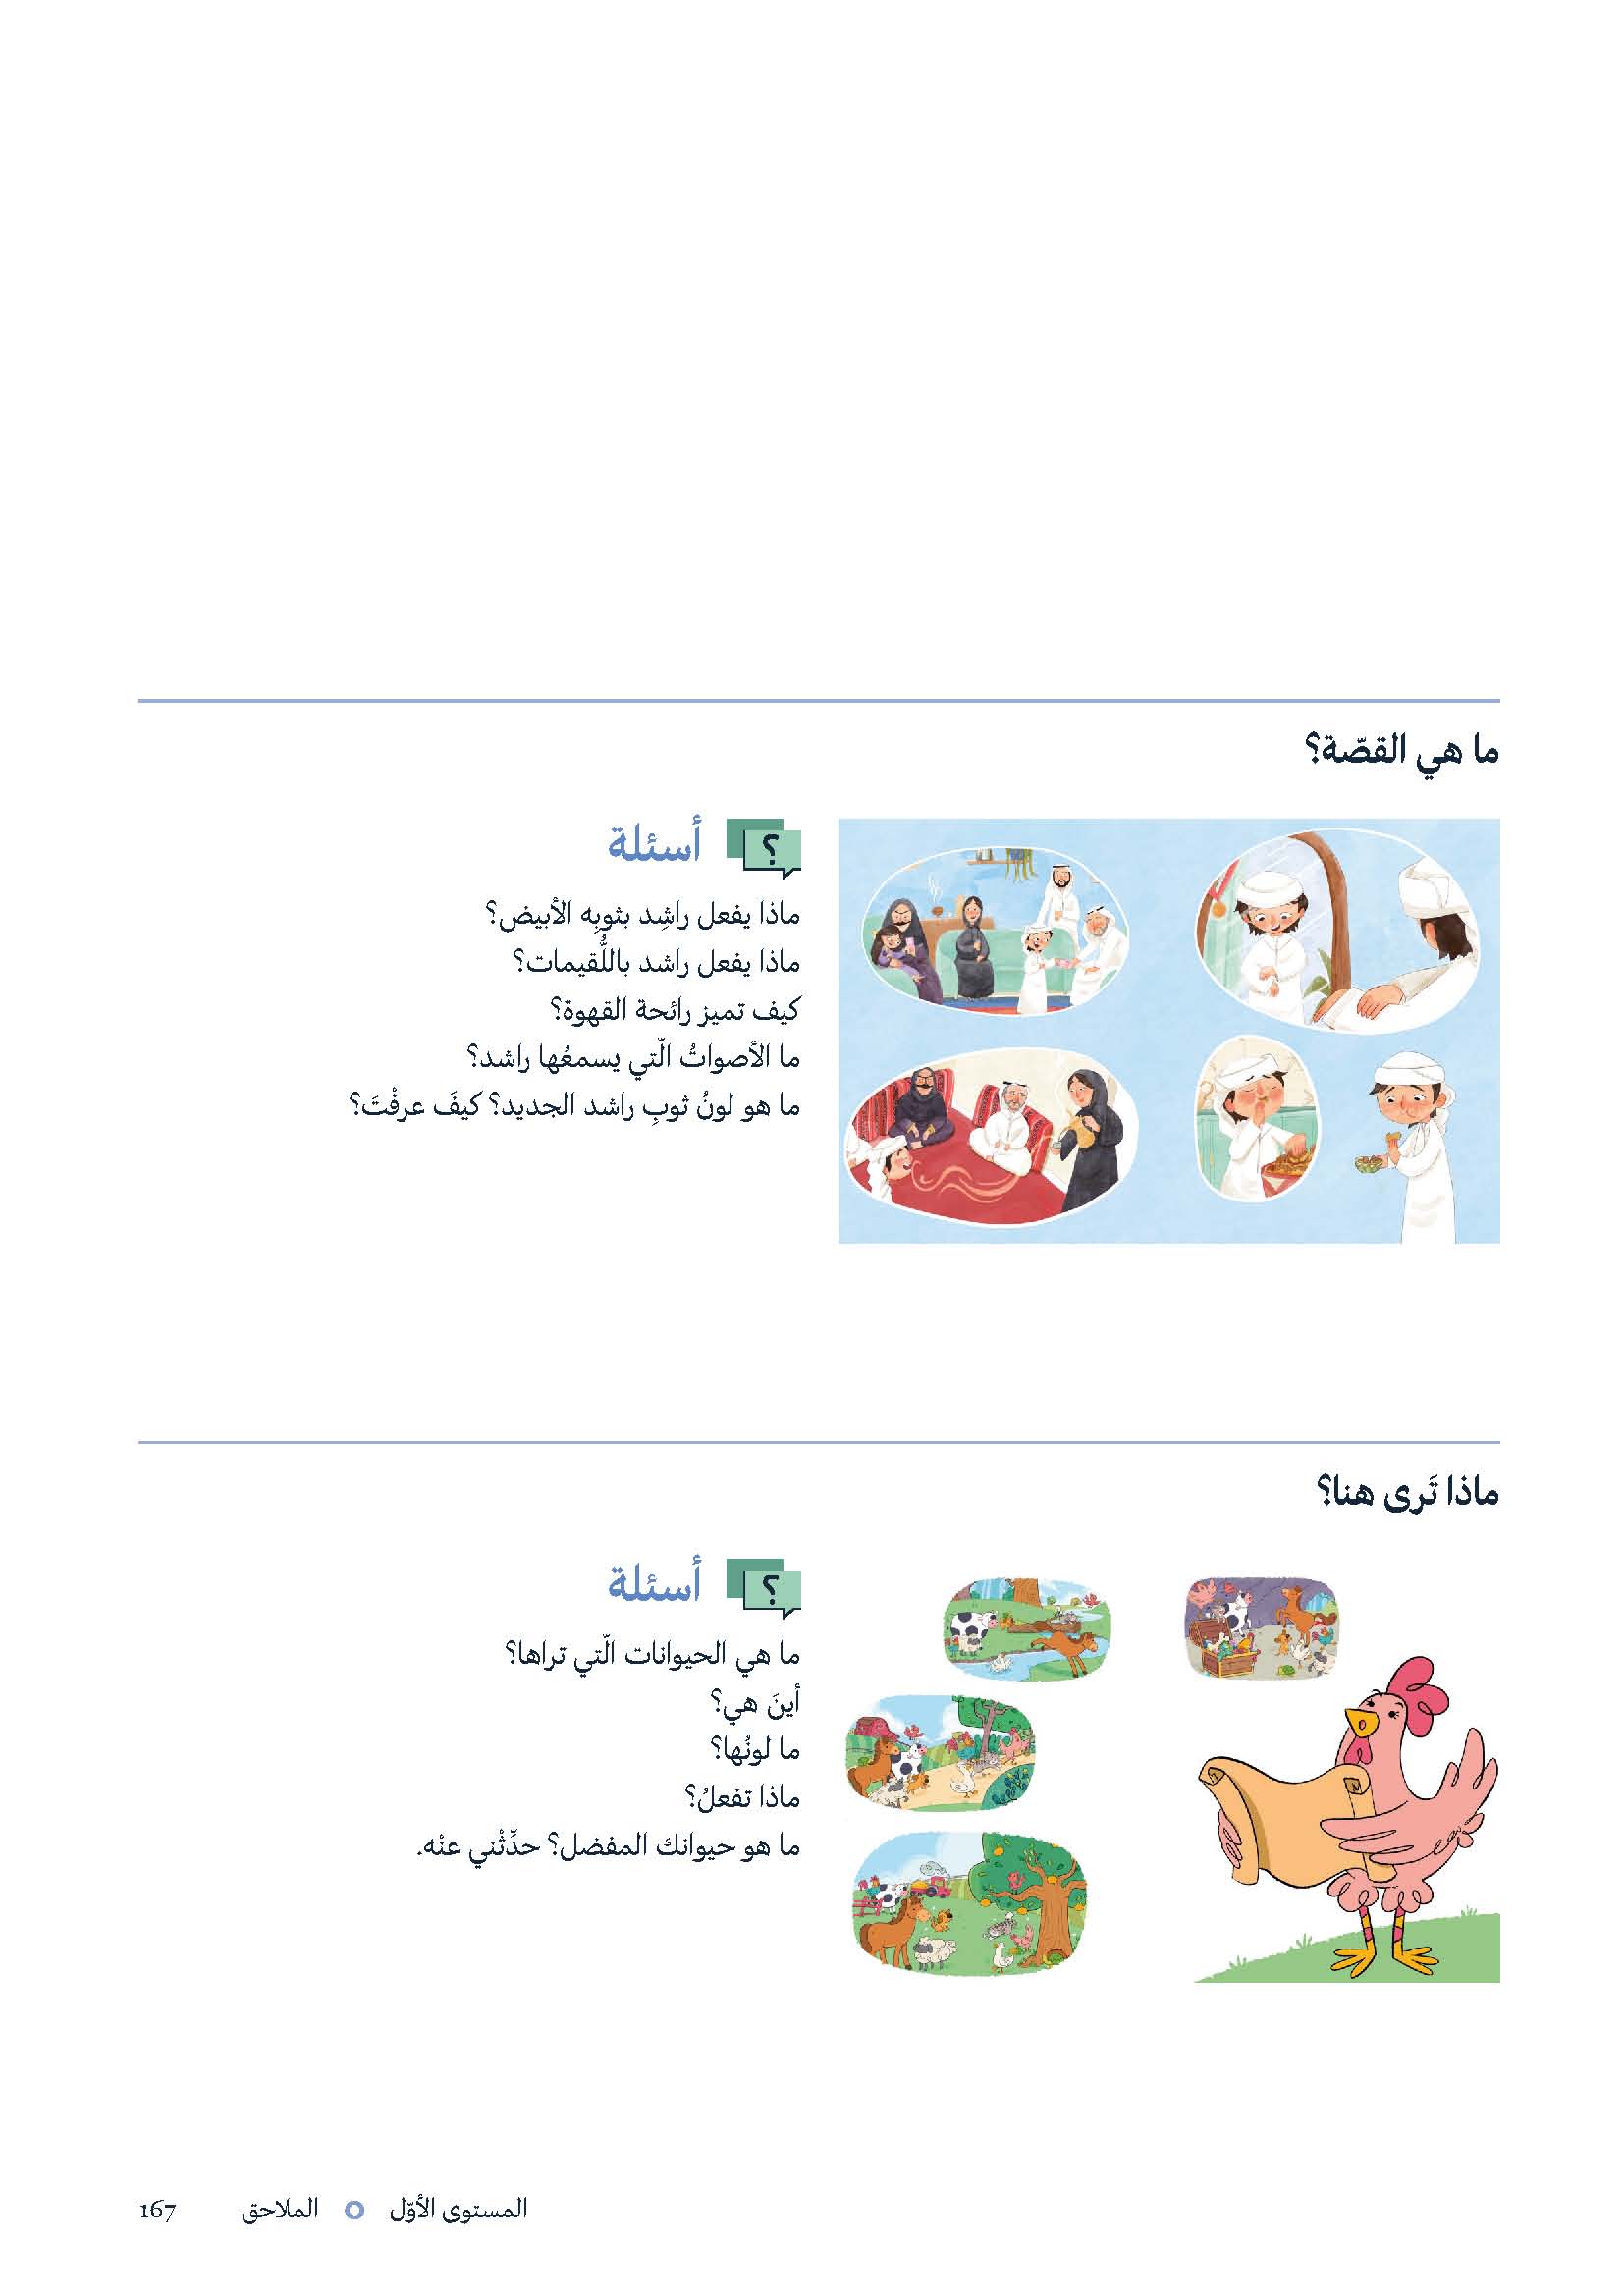 ما هي القصّة؟
أسئلة
ماذا يفعل راشِد بثوبِه الأبيض؟
ماذا يفعل راشد باللُّقيمات؟
كيف تميز رائحة القهوة؟
ما الأصواتُ الّتي يسمعُها راشد؟
ما هو لونُ ثوبِ راشد الجديد؟ كيفَ عرفْتَ؟
ماذا تَرى هنا؟
أسئلة
ما هي الحيوانات الّتي تراها؟
أينَ هي؟
ما لونُها؟
ماذا تفعلُ؟
ما هو حيوانك المفضل؟ حدِّثْني عنْه.
المستوى الأوّل الملاحق 167